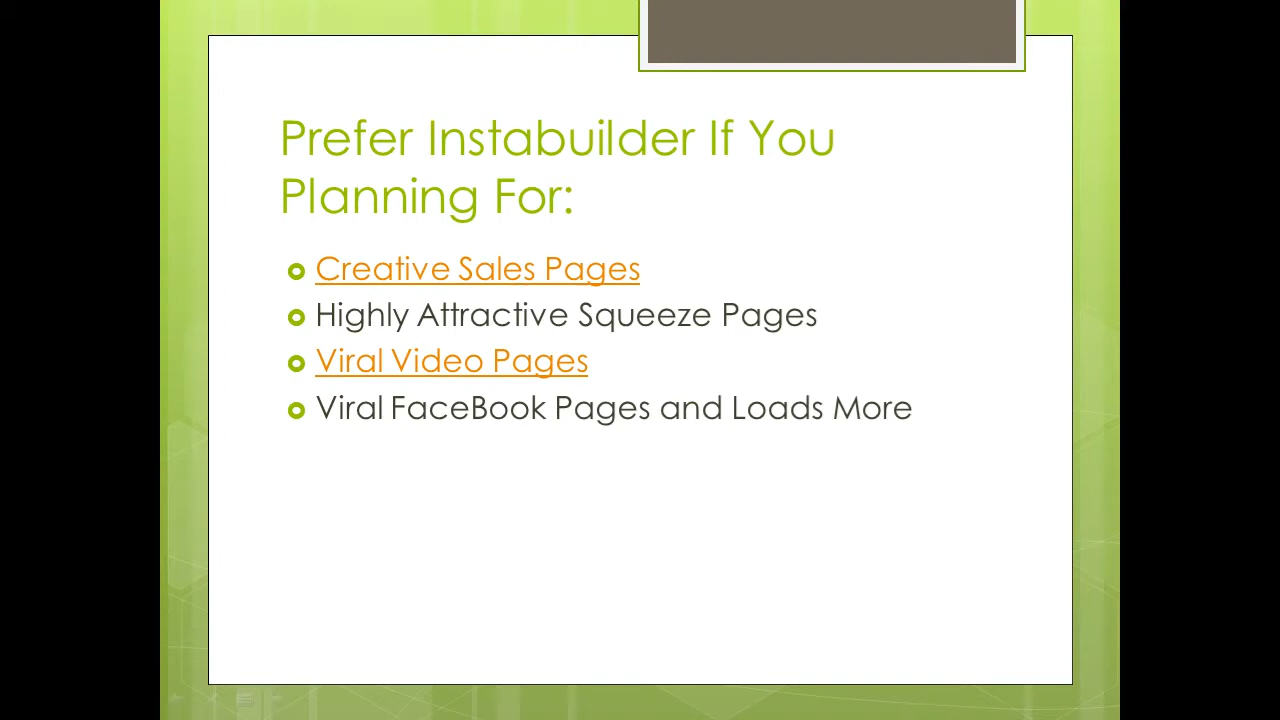 Prefer Instabuilder If You
Planning For:
Creative Sales Pages
Highly Attractive Squeeze Pages
Viral Video Pages
Viral FaceBook Pages and Loads More